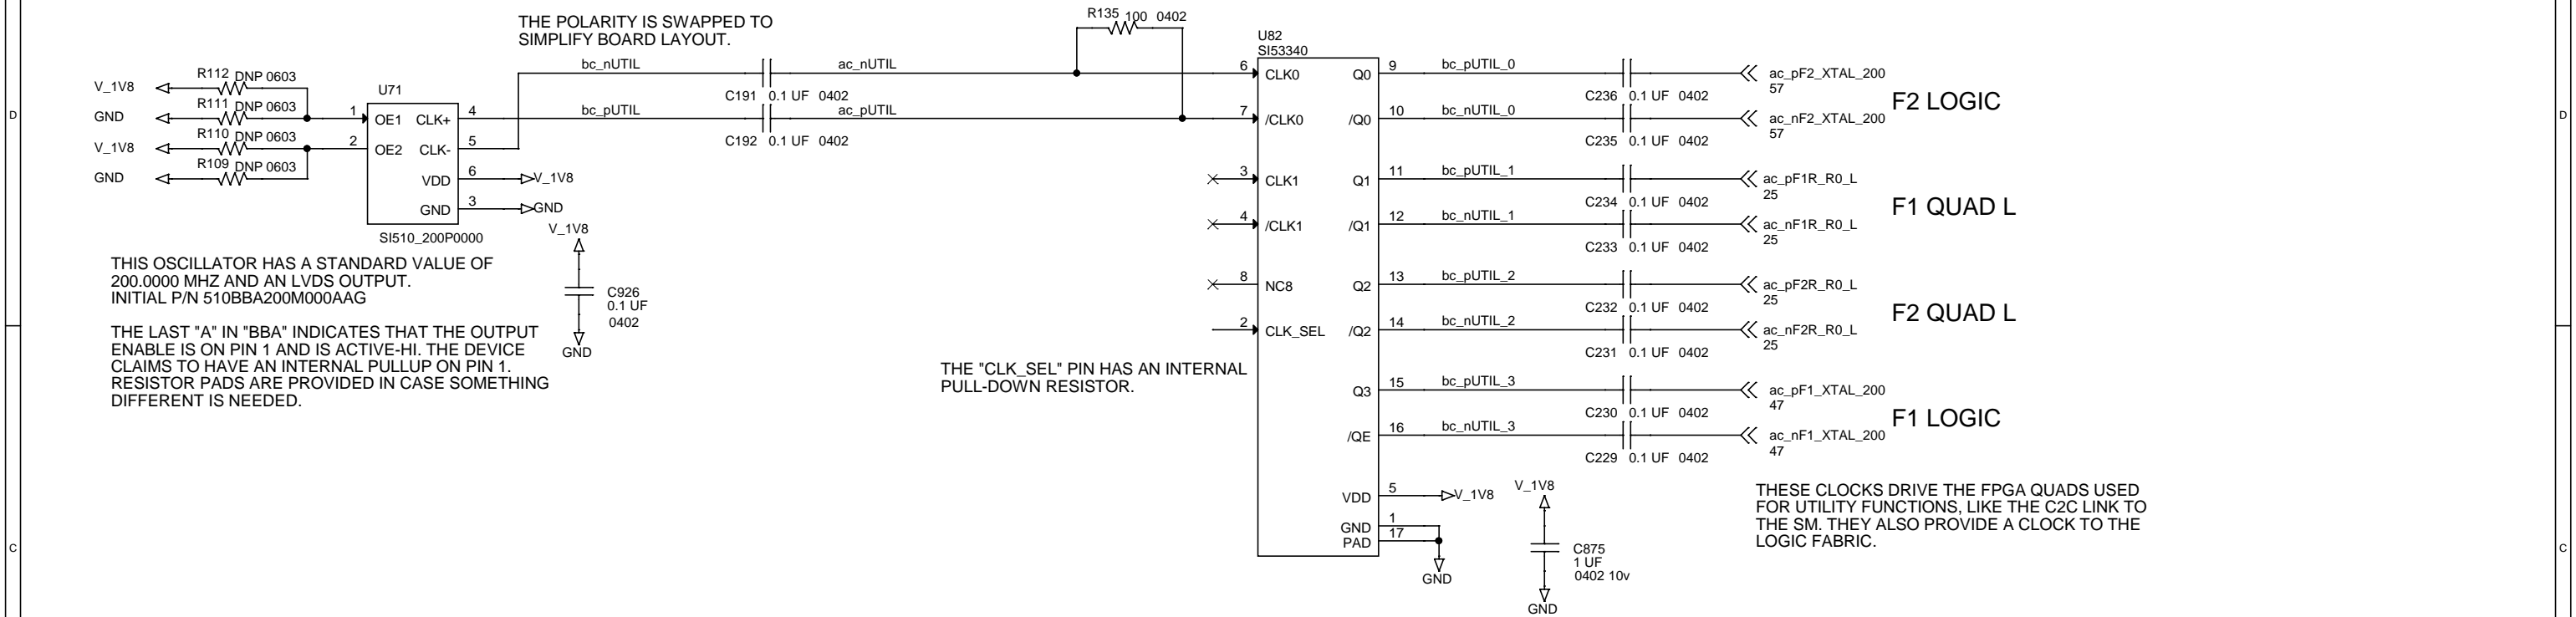 THE POLARITY IS SWAPPED TO
SIMPLIFY BOARD LAYOUT.
R135 100 0402
U82
SI53340
V_1V8
R112 DNP 0603
GND
R111 DNP 0603
V_1V8
R110 DNP 0603
GND
R109 DNP 0603
U71
1 OE1 CLK+ 4
2 OE2 CLK- 5
VDD 6 V_1V8
GND 3 GND
SI510_200P0000
bc_nUTIL
C191 0.1 UF 0402
ac_nUTIL
bc_pUTIL
C192 0.1 UF 0402
ac_pUTIL
V_1V8
C926
0.1 UF
0402
GND
THIS OSCILLATOR HAS A STANDARD VALUE OF
200.0000 MHZ AND AN LVDS OUTPUT.
INITIAL P/N 510BBA200M000AAG
THE LAST "A" IN "BBA" INDICATES THAT THE OUTPUT
ENABLE IS ON PIN 1 AND IS ACTIVE-HI. THE DEVICE
CLAIMS TO HAVE AN INTERNAL PULLUP ON PIN 1.
RESISTOR PADS ARE PROVIDED IN CASE SOMETHING
DIFFERENT IS NEEDED.
THE "CLK_SEL" PIN HAS AN INTERNAL
PULL-DOWN RESISTOR.
6 CLK0 Q0 9 bc_pUTIL_0
C236 0.1 UF 0402
ac_pF2_XTAL_200
57
7 /CLK0 /Q0 10 bc_nUTIL_0
C235 0.1 UF 0402
ac_nF2_XTAL_200
57
F2 LOGIC
3 CLK1 Q1 11 bc_pUTIL_1
C234 0.1 UF 0402
ac_pF1R_R0_L
25
4 /CLK1 /Q1 12 bc_nUTIL_1
C233 0.1 UF 0402
ac_nF1R_R0_L
25
F1 QUAD L
8 NC8 Q2 13 bc_pUTIL_2
C232 0.1 UF 0402
ac_pF2R_R0_L
25
2 CLK_SEL /Q2 14 bc_nUTIL_2
C231 0.1 UF 0402
ac_nF2R_R0_L
25
F2 QUAD L
Q3 15 bc_pUTIL_3
C230 0.1 UF 0402
ac_pF1_XTAL_200
47
/QE 16 bc_nUTIL_3
C229 0.1 UF 0402
ac_nF1_XTAL_200
47
F1 LOGIC
VDD 5 V_1V8
GND 1
PAD 17
GND
V_1V8
C875
1 UF
0402 10v
GND
THESE CLOCKS DRIVE THE FPGA QUADS USED
FOR UTILITY FUNCTIONS, LIKE THE C2C LINK TO
THE SM. THEY ALSO PROVIDE A CLOCK TO THE
LOGIC FABRIC.
D
D
C
C